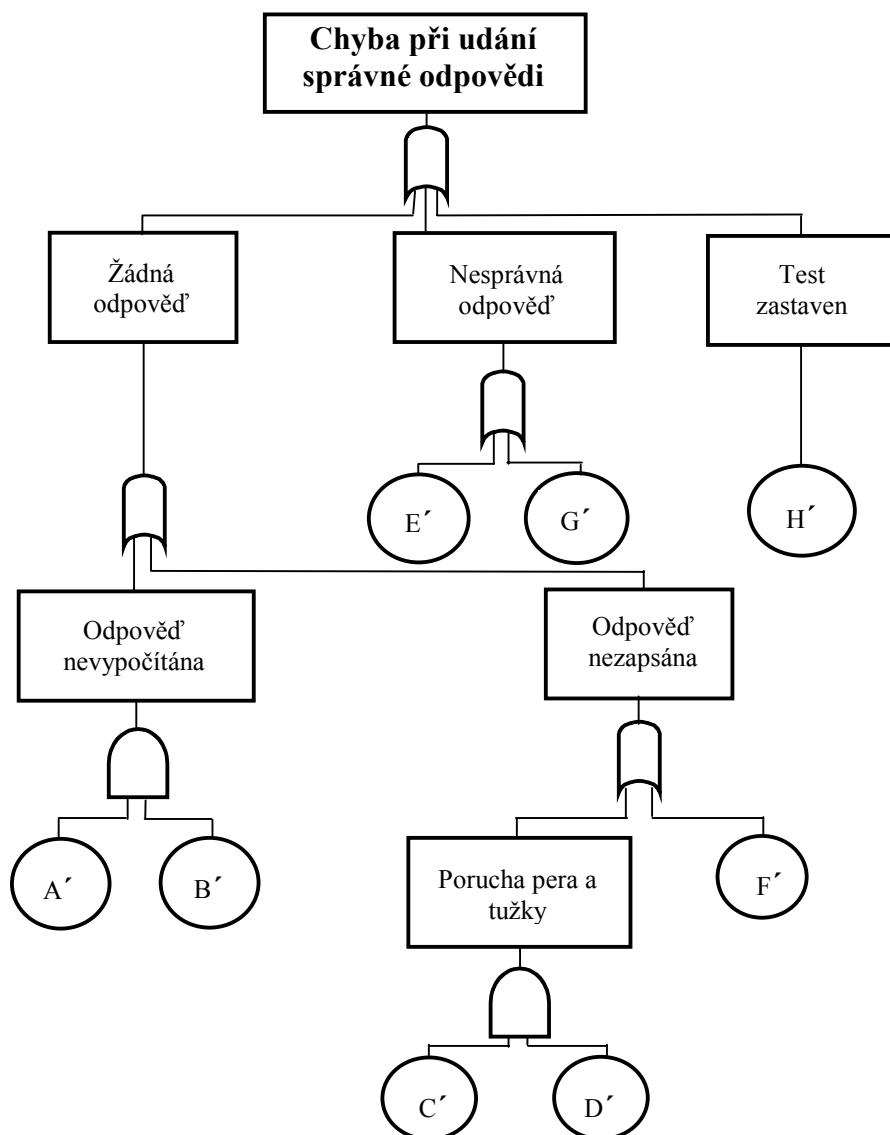 Chyba při udání
správné odpovědi
Žádná
odpověď
Nesprávná
odpověď
Test
zastaven
E´
G´
H´
Odpověď
nevypočítána
Odpověď
nezapsána
A´
B´
Porucha pera a
tužky
F´
C´
D´